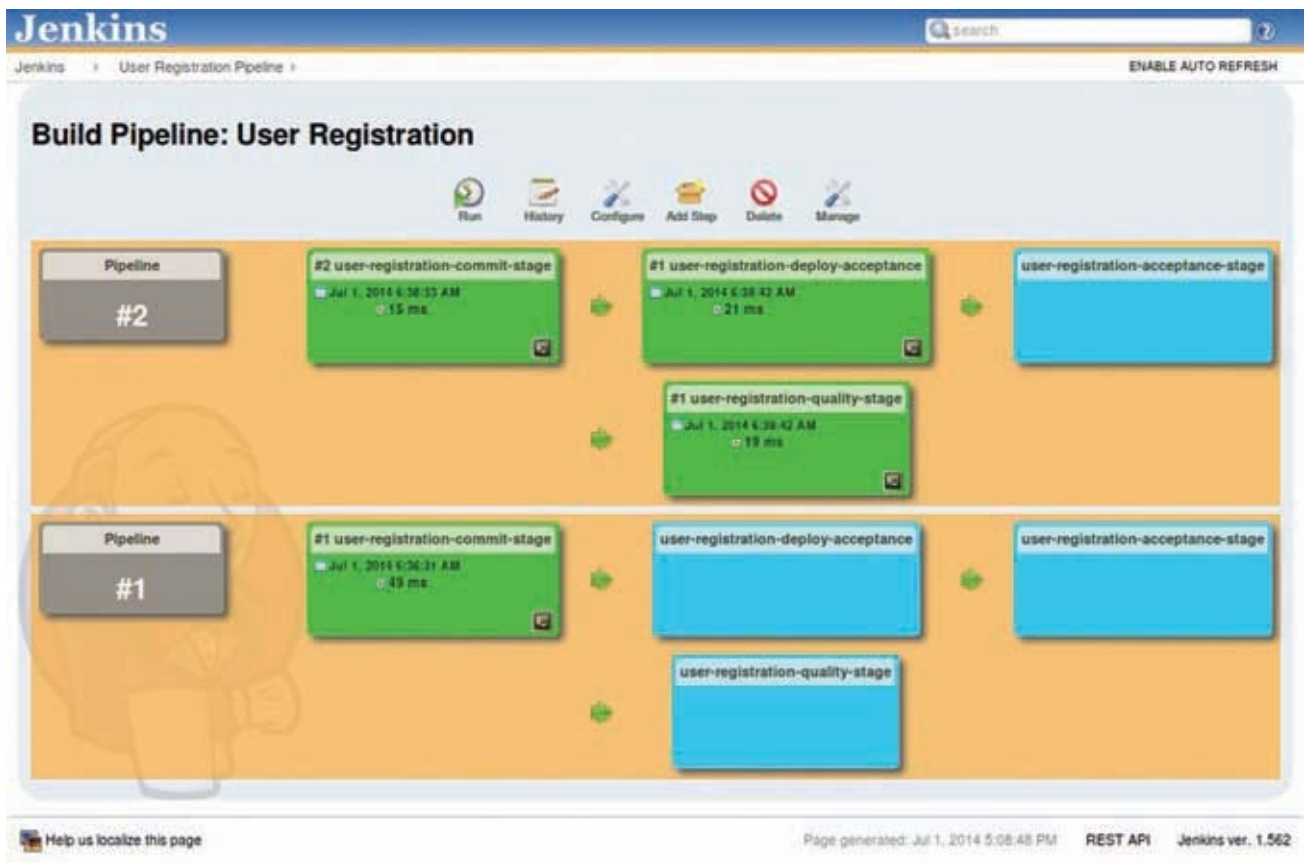 Jenkins
search
Jenkins
User Registration Pipeline
ENABLE AUTO REFRESH
Build Pipeline: User Registration
Run
History
Configure
Add Step
Delete
Manage
Pipeline
#2
#2 user-registration-commit-stage
Jul 1, 2014 6:38:33 AM
15 ms
#1 user-registration-deploy-acceptance
Jul 1, 2014 6:38:42 AM
21 ms
user-registration-acceptance-stage
#1 user-registration-quality-stage
Jul 1, 2014 6:38:42 AM
19 ms
Pipeline
#1
#1 user-registration-commit-stage
Jul 1, 2014 6:36:31 AM
49 ms
user-registration-deploy-acceptance
user-registration-acceptance-stage
user-registration-quality-stage
Help us localize this page
Page generated: Jul 1, 2014 5:08:48 PM
REST API
Jenkins ver. 1.562